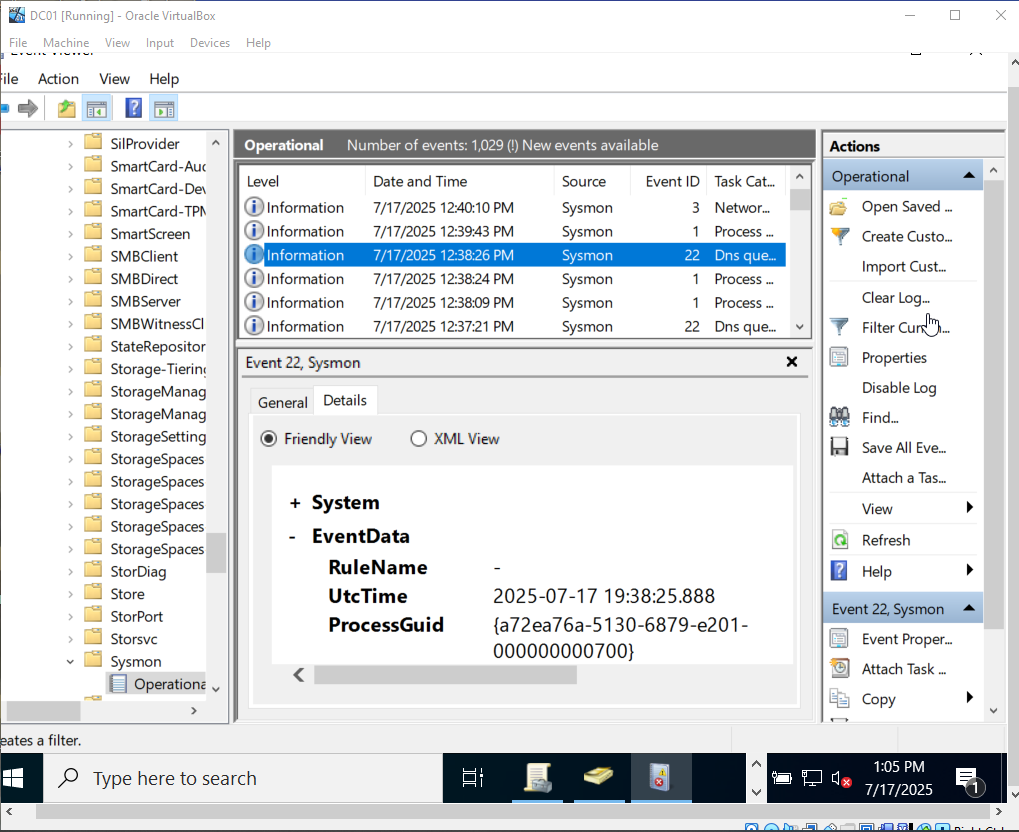 DC01 [Running] - Oracle VirtualBox
File Machine View Input Devices Help
Event Viewer
File Action View Help
SilProvider
SmartCard-Aud
SmartCard-Dev
SmartCard-TPM
SmartScreen
SMBClient
SMBDirect
SMBServer
SMBWitnessCl
StateRepositor
Storage-Tiering
StorageManag
StorageManag
StorageSetting
StorageSpaces
StorageSpaces
StorageSpaces
StorageSpaces
StorageSpaces
StorDiag
Store
StorPort
Storsvc
Sysmon
Operationa
Operational Number of events: 1,029 (!) New events available
Level Date and Time Source Event ID Task Cat...
Information 7/17/2025 12:40:10 PM Sysmon 3 Networ...
Information 7/17/2025 12:39:43 PM Sysmon 1 Process ...
Information 7/17/2025 12:38:26 PM Sysmon 22 Dns que...
Information 7/17/2025 12:38:24 PM Sysmon 1 Process ...
Information 7/17/2025 12:38:09 PM Sysmon 1 Process ...
Information 7/17/2025 12:37:21 PM Sysmon 22 Dns que...
Event 22, Sysmon
General Details
Friendly View XML View
+ System
- EventData
RuleName -
UtcTime 2025-07-17 19:38:25.888
ProcessGuid {a72ea76a-5130-6879-e201-
000000000700}
Actions
Operational
Open Saved ...
Create Custo...
Import Cust...
Clear Log...
Filter Curr...
Properties
Disable Log
Find...
Save All Eve...
Attach a Tas...
View
Refresh
Help
Event 22, Sysmon
Event Proper...
Attach Task ...
Copy
eates a filter.
Type here to search
1:05 PM
7/17/2025
1